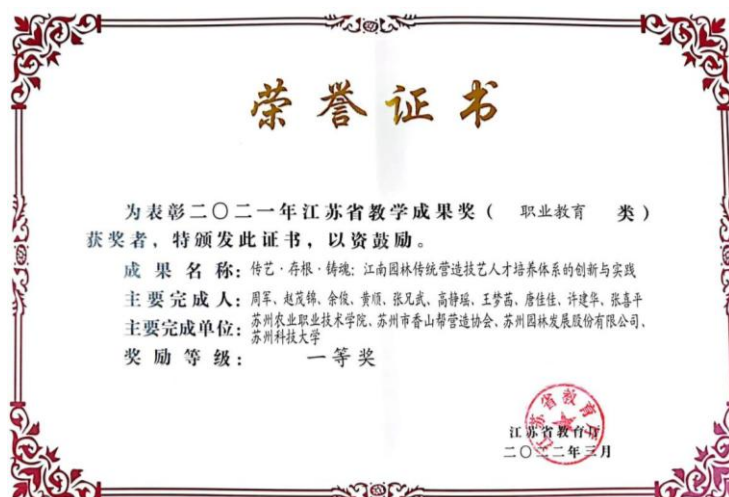 荣誉证书
为表彰二〇二一年江苏省教学成果奖（ 职业教育 类）
获奖者，特颁发此证书，以资鼓励。
成果名称：传艺·存根·铸魂：江南园林传统营造技艺人才培养体系的创新与实践
主要完成人：周军、赵茂锦、余俊、黄顺、张兄武、高静瑶、王梦茜、唐佳佳、许建华、张喜平
主要完成单位：苏州农业职业技术学院、苏州市香山帮营造协会、苏州园林发展股份有限公司、
苏州科技大学
奖励等级： 一等奖
江苏省教育厅
江苏省教育厅
二〇二二年三月